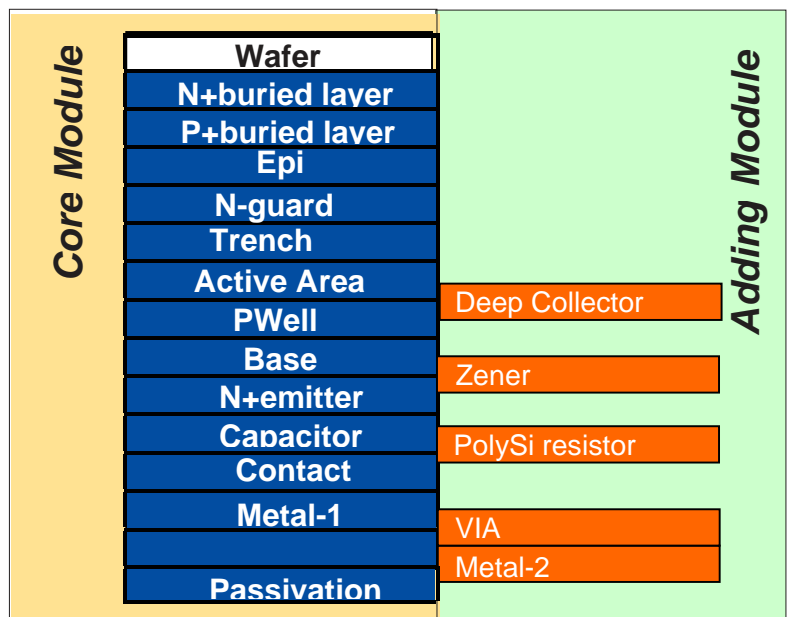 Core Module
Wafer
N+buried layer
P+buried layer
Epi
N-guard
Trench
Active Area
PWell
Base
N+emitter
Capacitor
Contact
Metal-1
Passivation
Adding Module
Deep Collector
Zener
PolySi resistor
VIA
Metal-2